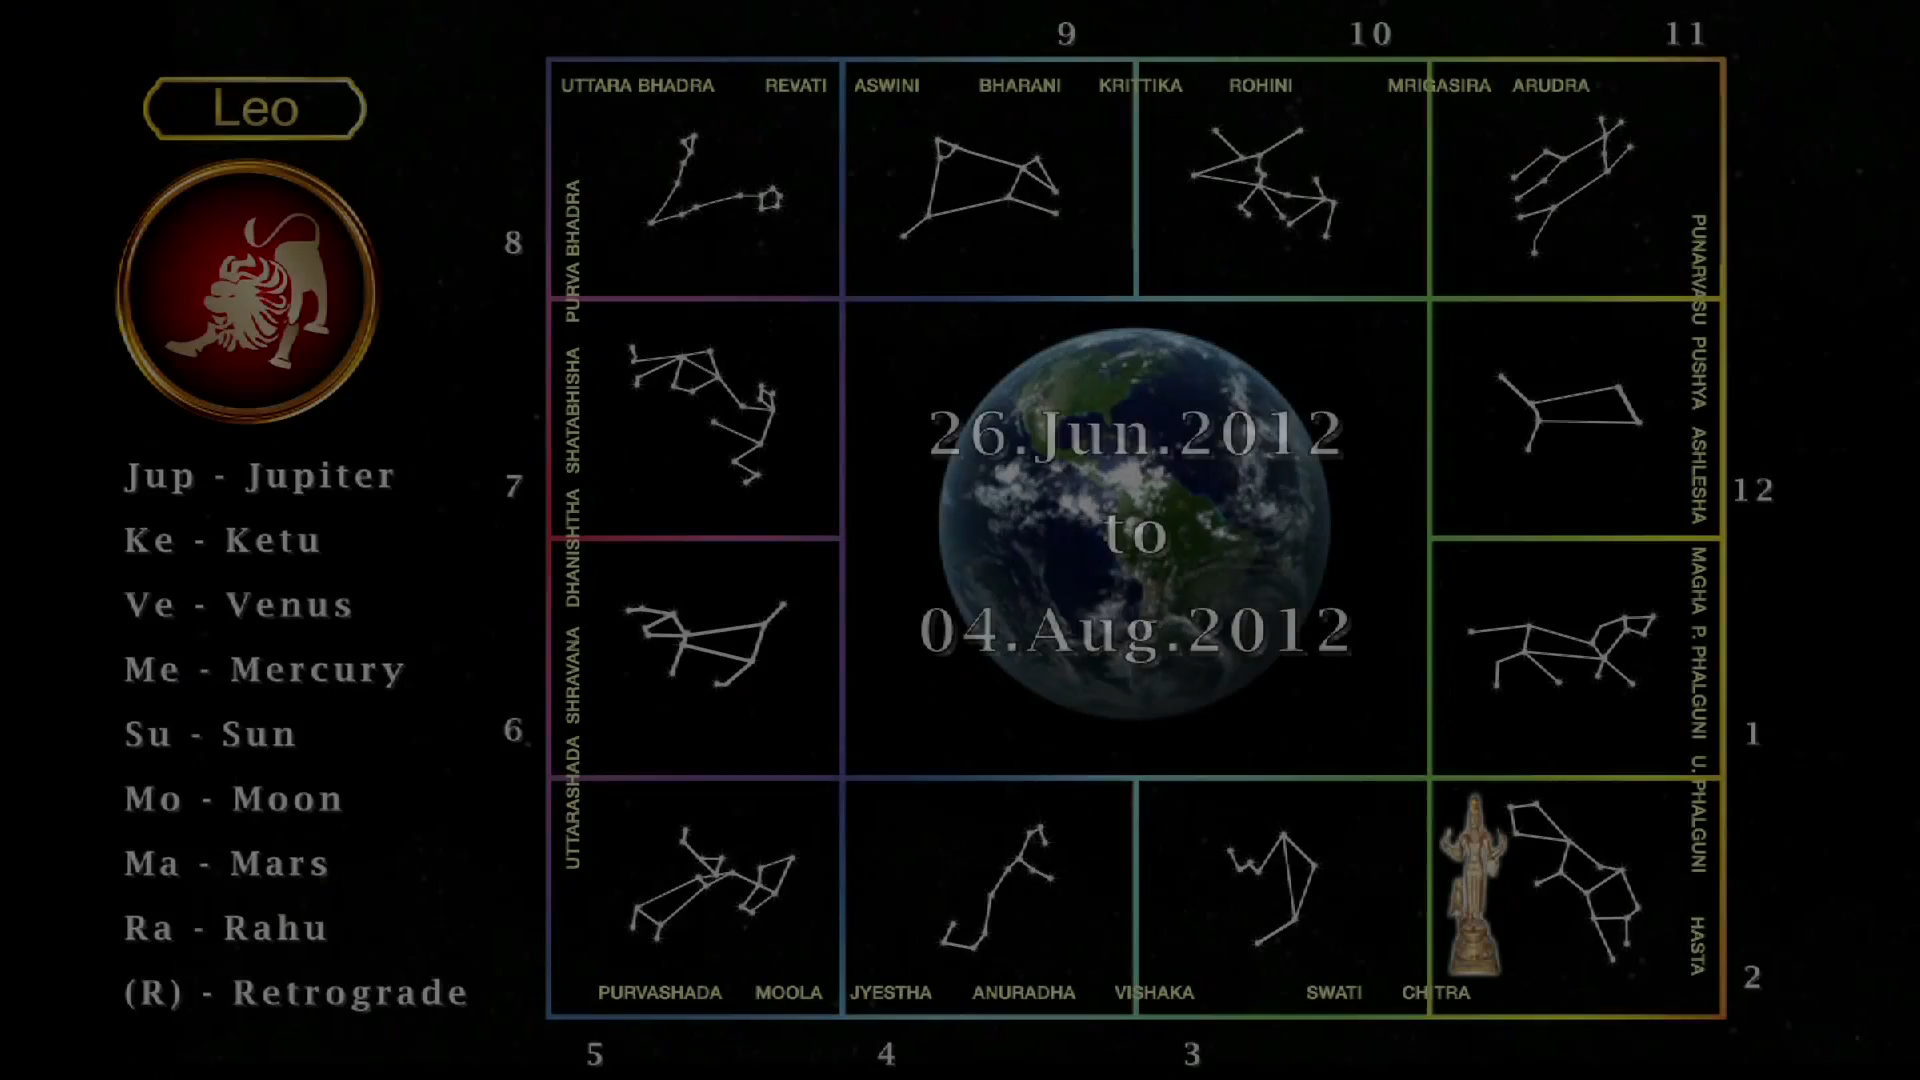 9 10 11
UTTARA BHADRA REVATI ASWINI BHARANI KRITTIKA ROHINI MRIGASIRA ARUDRA
Leo
PURVA BHADRA
8
PUNARVASU
SHATABHISHA
PUSHYA
ASHLESHA
26.Jun.2012
to
04.Aug.2012
Jup - Jupiter
7
12
DHANISHTHA
Ke - Ketu
MAGHA
Ve - Venus
P. PHALGUNI
SHRAVANA
Me - Mercury
6
1
Su - Sun
UTTARASHADA
U. PHALGUNI
Mo - Moon
Ma - Mars
HASTA
Ra - Rahu
2
(R) - Retrograde
PURVASHADA MOOLA JYESTHA ANURADHA VISHAKA SWATI CHITRA
5 4 3